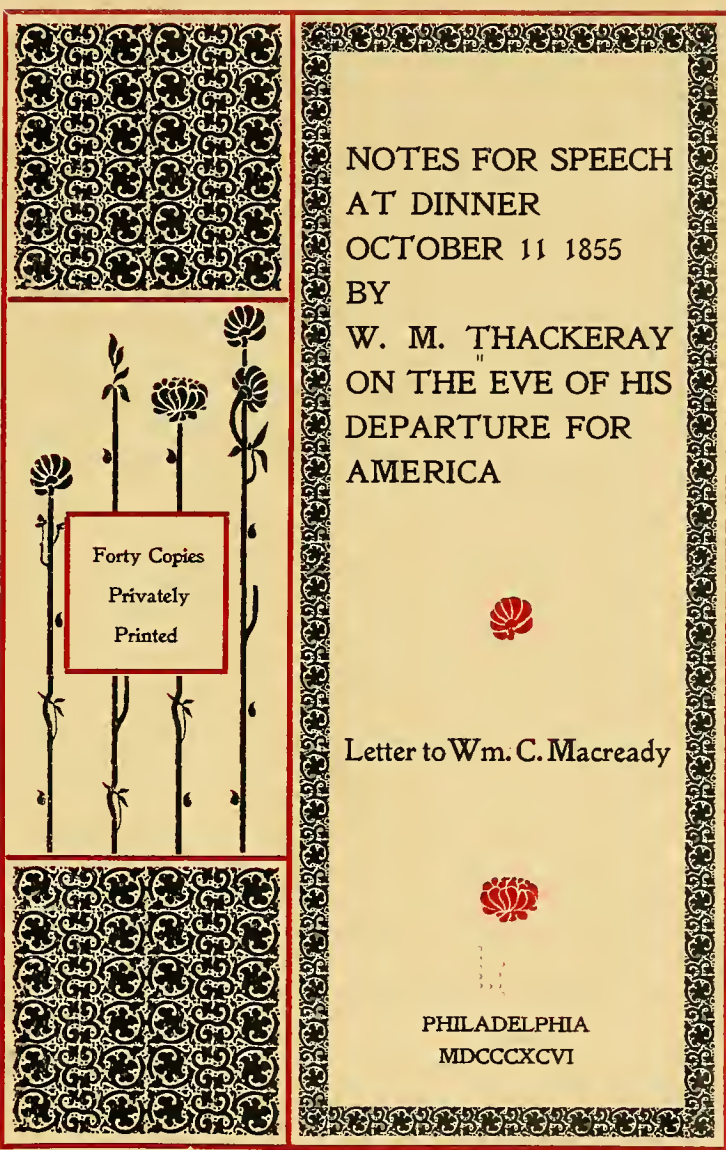 NOTES FOR SPEECH
AT DINNER
OCTOBER 11 1855
BY
W. M. THACKERAY
ON THE EVE OF HIS
DEPARTURE FOR
AMERICA
Forty Copies
Privately
Printed
Letter to Wm. C. Macready
PHILADELPHIA
MDCCCXCVI